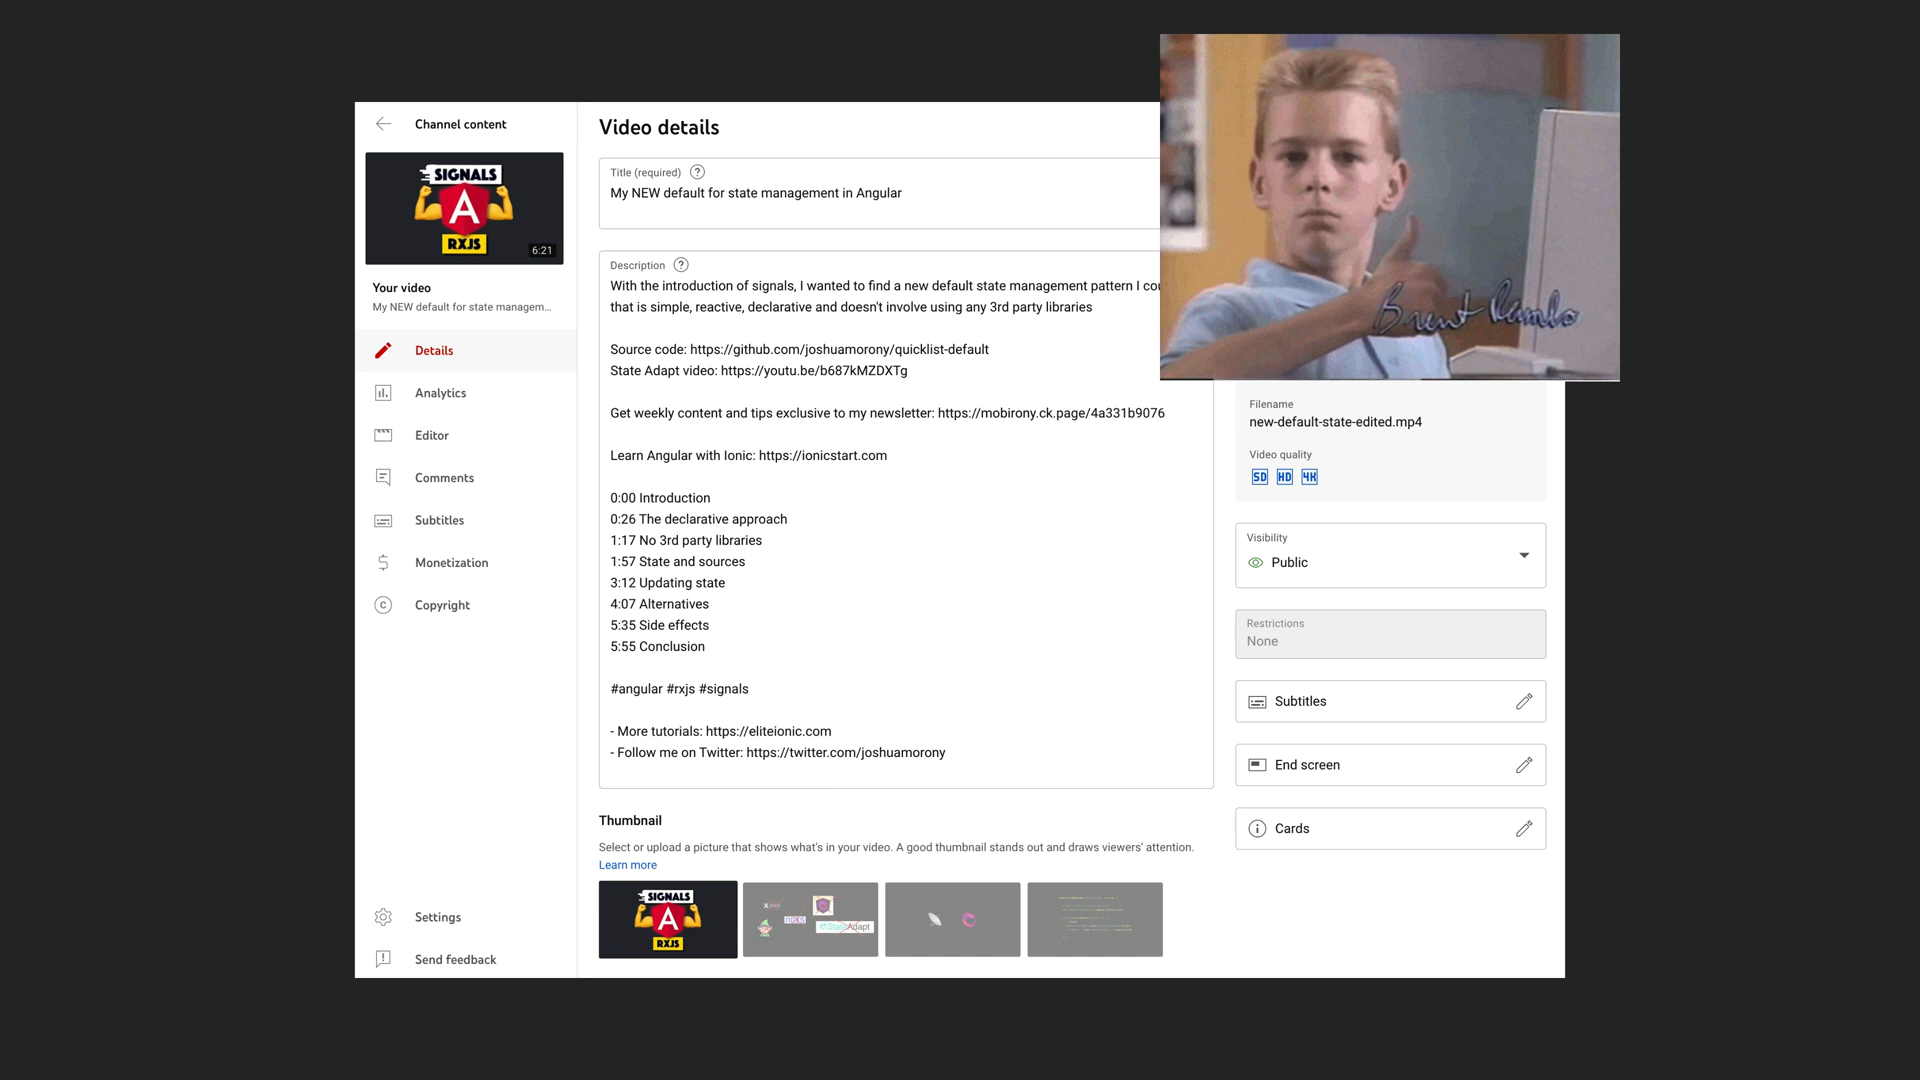 Channel content
SIGNALS
A
RXJS
6:21
Your video
My NEW default for state managem...
Details
Analytics
Editor
Comments
Subtitles
Monetization
Copyright
Settings
Send feedback
Video details
Title (required)
My NEW default for state management in Angular
Description
With the introduction of signals, I wanted to find a new default state management pattern I cou
that is simple, reactive, declarative and doesn't involve using any 3rd party libraries
Source code: https://github.com/joshuamorony/quicklist-default
State Adapt video: https://youtu.be/b687kMZDXTg
Get weekly content and tips exclusive to my newsletter: https://mobirony.ck.page/4a331b9076
Learn Angular with Ionic: https://ionicstart.com
0:00 Introduction
0:26 The declarative approach
1:17 No 3rd party libraries
1:57 State and sources
3:12 Updating state
4:07 Alternatives
5:35 Side effects
5:55 Conclusion
#angular #rxjs #signals
- More tutorials: https://eliteionic.com
- Follow me on Twitter: https://twitter.com/joshuamorony
Thumbnail
Select or upload a picture that shows what's in your video. A good thumbnail stands out and draws viewers' attention.
Learn more
SIGNALS
A
RXJS
NGXS
StateAdapt
Brent Rambo
Filename
new-default-state-edited.mp4
Video quality
SD HD 4K
Visibility
Public
Restrictions
None
Subtitles
End screen
Cards